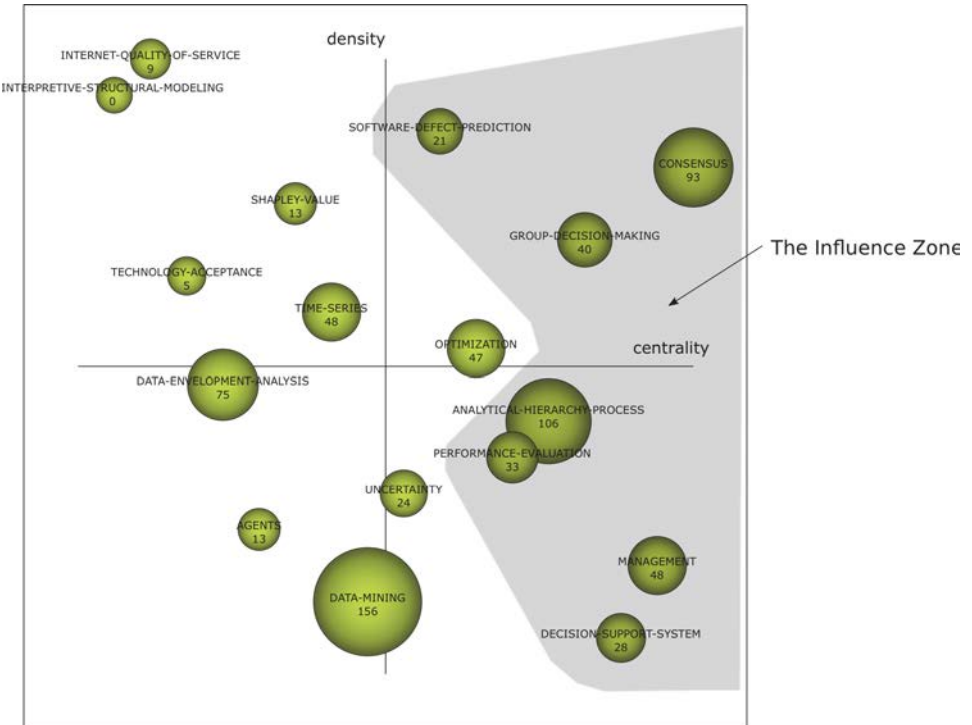 density
INTERNET-QUALITY-OF-SERVICE
9
INTERPRETIVE-STRUCTURAL-MODELING
0
SOFTWARE-DEFECT-PREDICTION
21
CONSENSUS
93
SHAPLEY-VALUE
13
GROUP-DECISION-MAKING
40
The Influence Zone
TECHNOLOGY-ACCEPTANCE
5
TIME-SERIES
48
OPTIMIZATION
47
centrality
DATA-ENVELOPMENT-ANALYSIS
75
ANALYTICAL-HIERARCHY-PROCESS
106
PERFORMANCE-EVALUATION
33
UNCERTAINTY
24
AGENTS
13
MANAGEMENT
48
DATA-MINING
156
DECISION-SUPPORT-SYSTEM
28